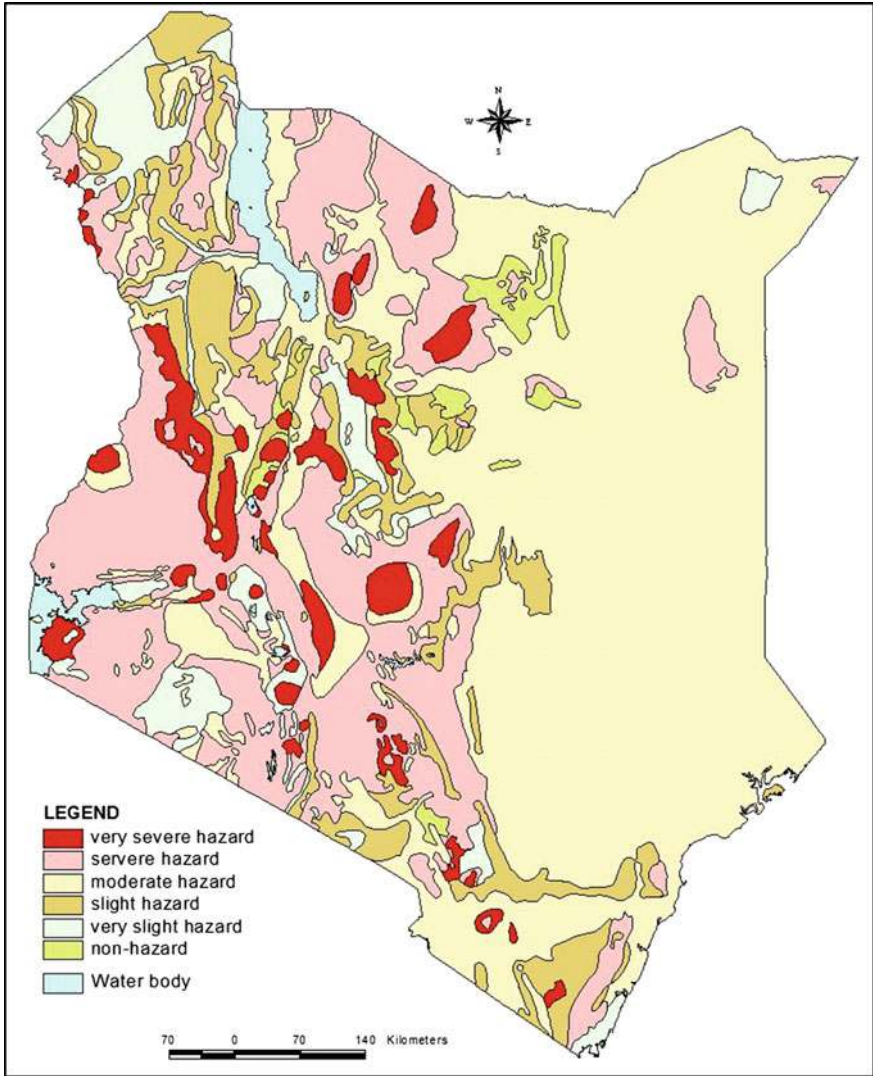 N
W E
S
LEGEND
very severe hazard
servere hazard
moderate hazard
slight hazard
very slight hazard
non-hazard
Water body
70 0 70 140 Kilometers